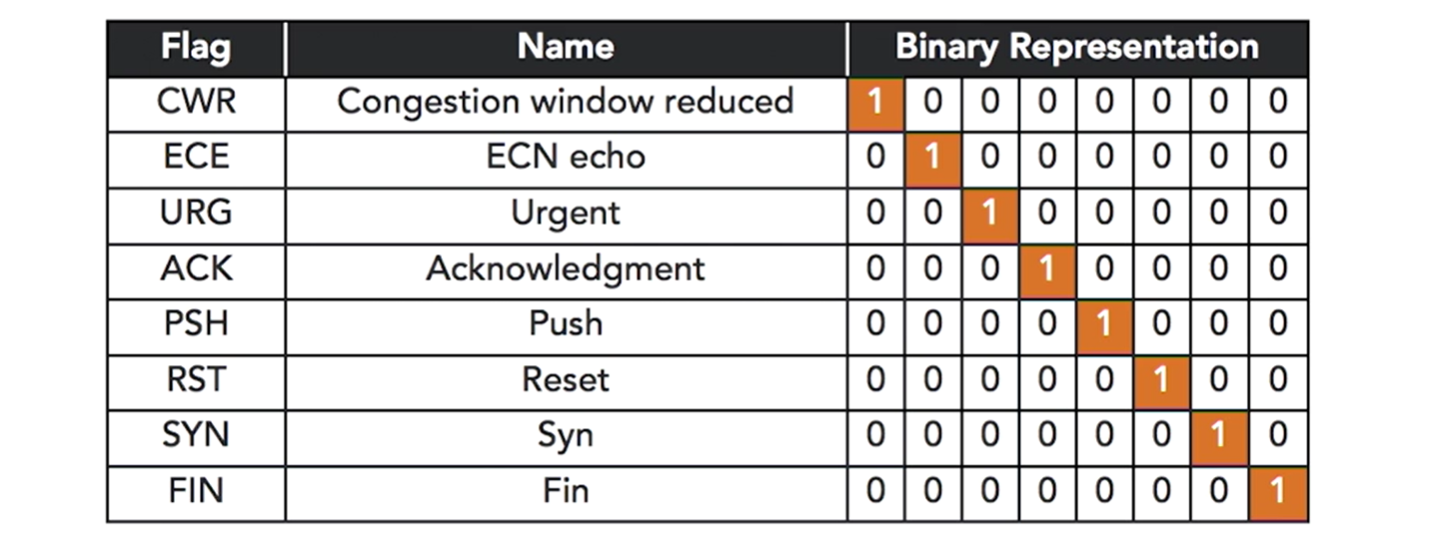 Flag Name Binary Representation
CWR Congestion window reduced 1 0 0 0 0 0 0 0
ECE ECN echo 0 1 0 0 0 0 0 0
URG Urgent 0 0 1 0 0 0 0 0
ACK Acknowledgment 0 0 0 1 0 0 0 0
PSH Push 0 0 0 0 1 0 0 0
RST Reset 0 0 0 0 0 1 0 0
SYN Syn 0 0 0 0 0 0 1 0
FIN Fin 0 0 0 0 0 0 0 1